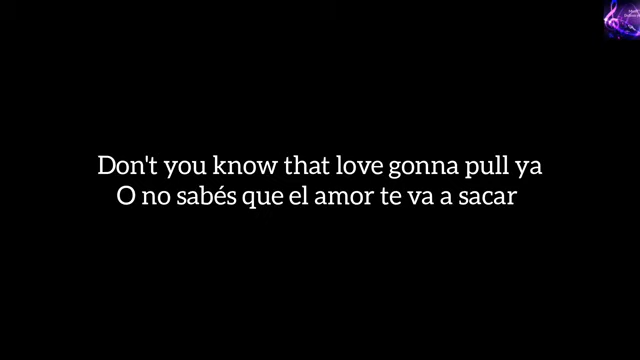 Don't you know that love gonna pull ya
O no sabés que el amor te va a sacar